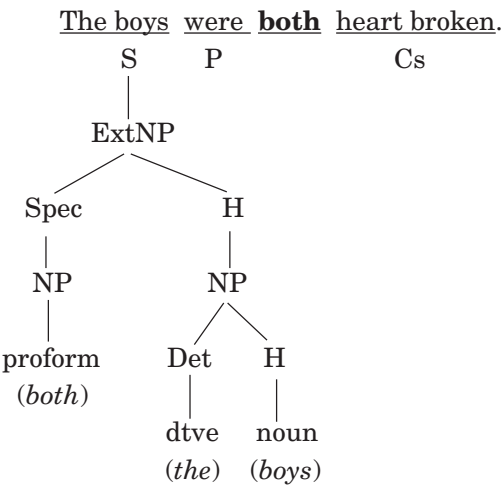 The boys were both heart broken.
S P Cs
ExtNP
Spec H
NP NP
proform Det H
(both)
dtve noun
(the) (boys)